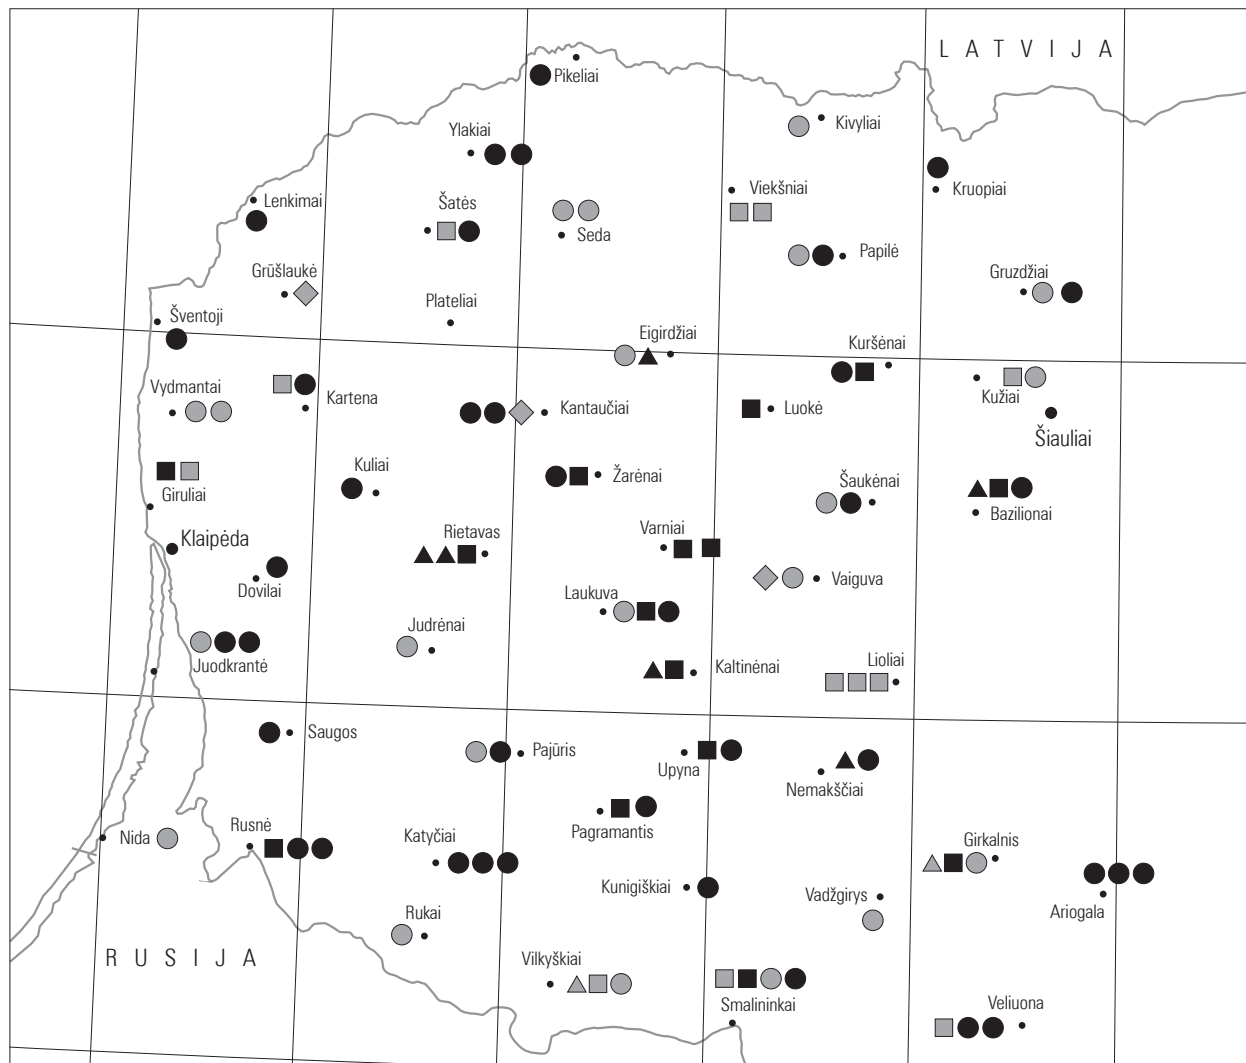 LATVIJA
Pikeliai
Kivyliai
Ylakiai
Viekšniai
Kruopiai
Lenkimai
Šatės
Seda
Papilė
Grūšlaukė
Gruzdžiai
Plateliai
Šventoji
Eigirdžiai
Kuršėnai
Vydmantai
Kartena
Kantaučiai
Luokė
Kužiai
Šiauliai
Kuliai
Žarėnai
Šaukėnai
Giruliai
Bazilionai
Klaipėda
Rietavas
Varniai
Dovilai
Laukuva
Vaiguva
Judrėnai
Juodkrantė
Kaltinėnai
Lioliai
Saugos
Pajūris
Upyna
Nemakščiai
Nida
Rusnė
Katyčiai
Pagramantis
Girkalnis
Kunigiškiai
Vadžgirys
Ariogala
Rukai
RUSIJA
Vilkyškiai
Smalininkai
Veliuona